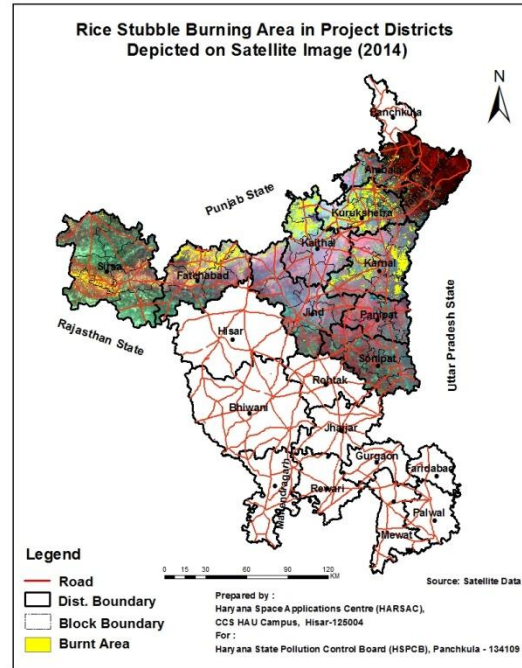 Rice Stubble Burning Area in Project Districts
Depicted on Satellite Image (2014)
N
Panchkula
Ambala
Punjab State
Kurukshetra
Kaithal
Sirsa
Fatehabad
Karnal
Uttar Pradesh State
Rajasthan State
Jind
Panipat
Hisar
Sonipat
Rohtak
Bhiwani
Jhajjar
Gurgaon
Faridabad
Mahendragarh
Rewari
Palwal
Mewat
Legend
Road
Dist. Boundary
Block Boundary
Burnt Area
0 15 30 60 90 120
KM
Source: Satellite Data
Prepared by :
Haryana Space Applications Centre (HARSAC),
CCS HAU Campus, Hisar-125004
For :
Haryana State Pollution Control Board (HSPCB), Panchkula - 134109